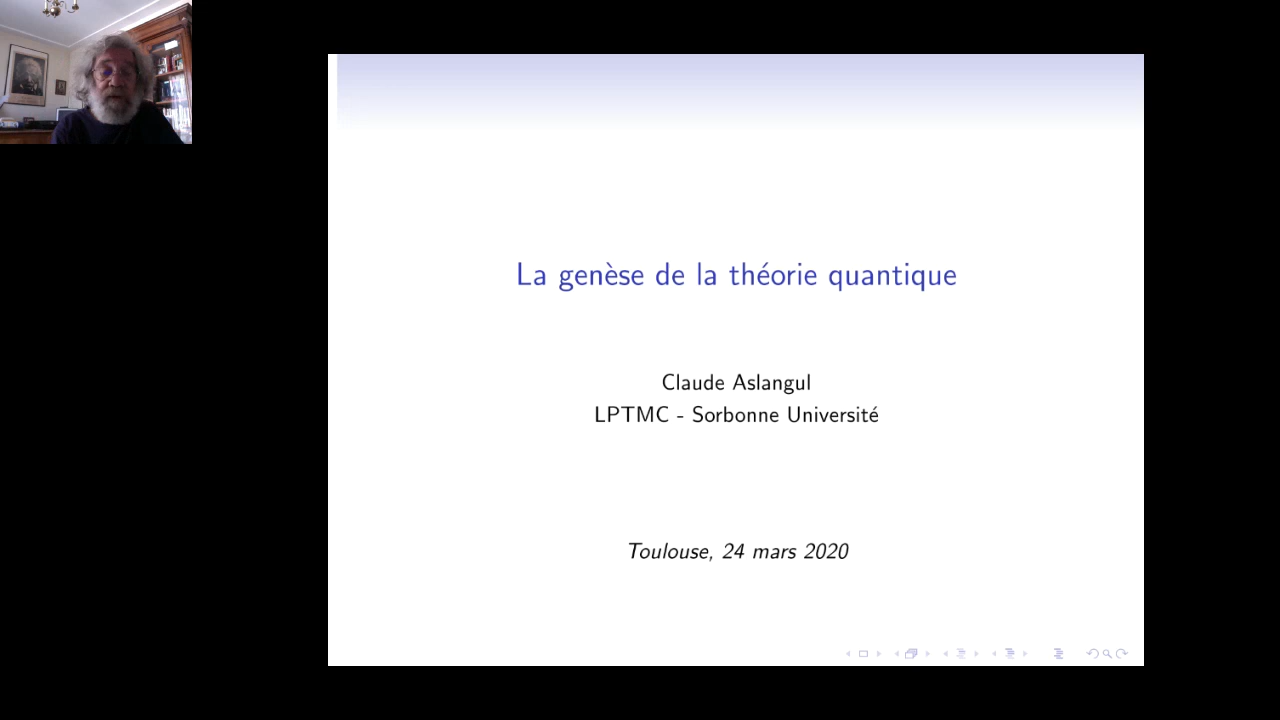 La genèse de la théorie quantique
Claude Aslangul
LPTMC - Sorbonne Université
Toulouse, 24 mars 2020